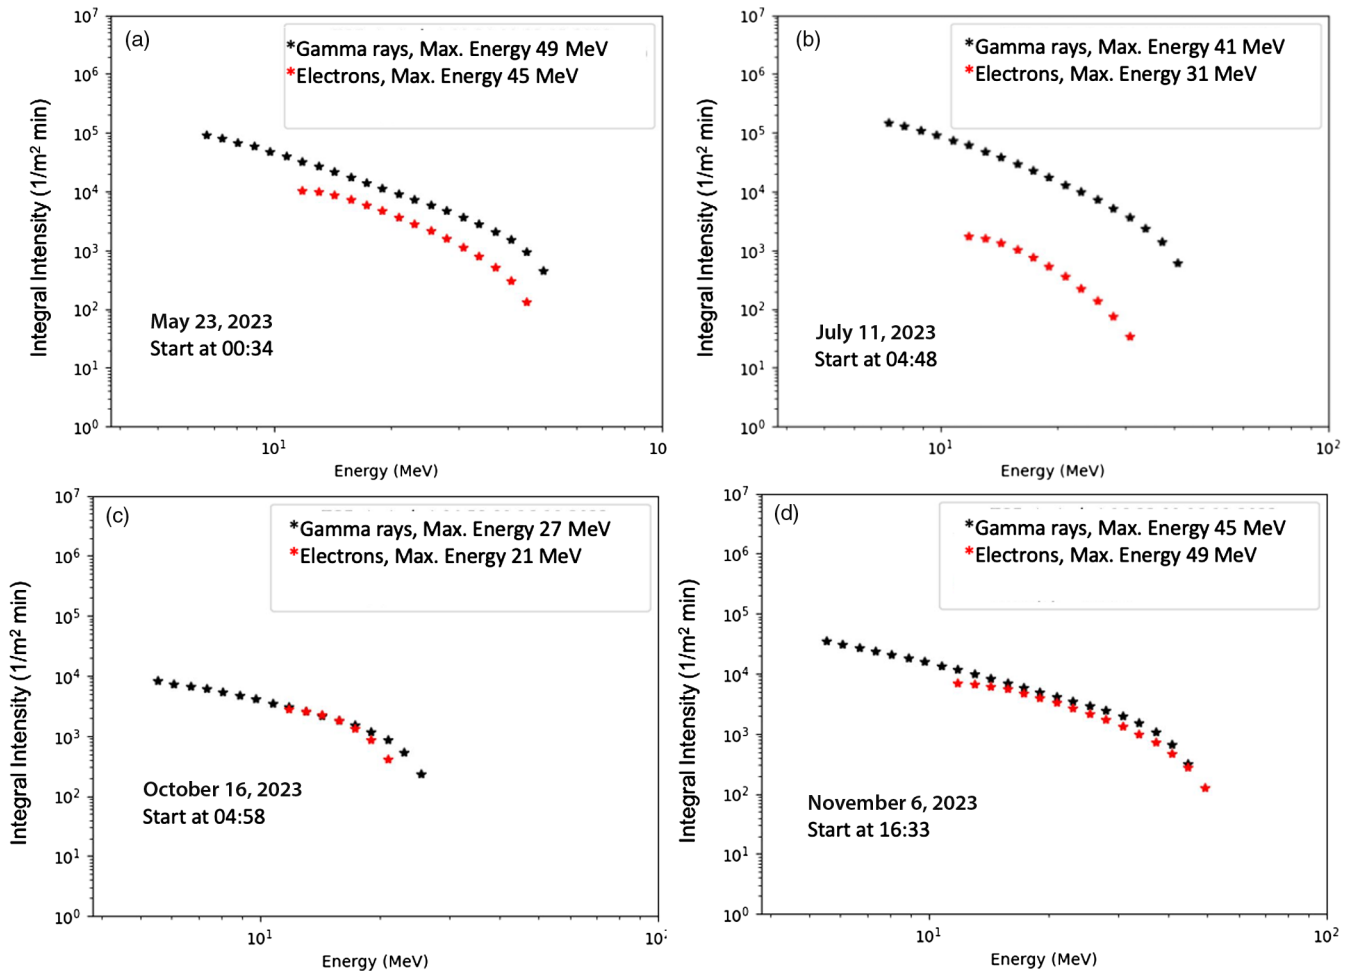 (a)
*Gamma rays, Max. Energy 49 MeV
*Electrons, Max. Energy 45 MeV
10⁷
10⁶
10⁵
10⁴
10³
10²
10¹
10⁰
Integral Intensity (1/m² min)
May 23, 2023
Start at 00:34
10¹
10
Energy (MeV)
(b)
*Gamma rays, Max. Energy 41 MeV
*Electrons, Max. Energy 31 MeV
10⁷
10⁶
10⁵
10⁴
10³
10²
10¹
10⁰
Integral Intensity (1/m² min)
July 11, 2023
Start at 04:48
10¹
10²
Energy (MeV)
(c)
*Gamma rays, Max. Energy 27 MeV
*Electrons, Max. Energy 21 MeV
10⁷
10⁶
10⁵
10⁴
10³
10²
10¹
10⁰
Integral Intensity (1/m² min)
October 16, 2023
Start at 04:58
10¹
10
Energy (MeV)
(d)
*Gamma rays, Max. Energy 45 MeV
*Electrons, Max. Energy 49 MeV
10⁷
10⁶
10⁵
10⁴
10³
10²
10¹
10⁰
Integral Intensity (1/m² min)
November 6, 2023
Start at 16:33
10¹
10²
Energy (MeV)